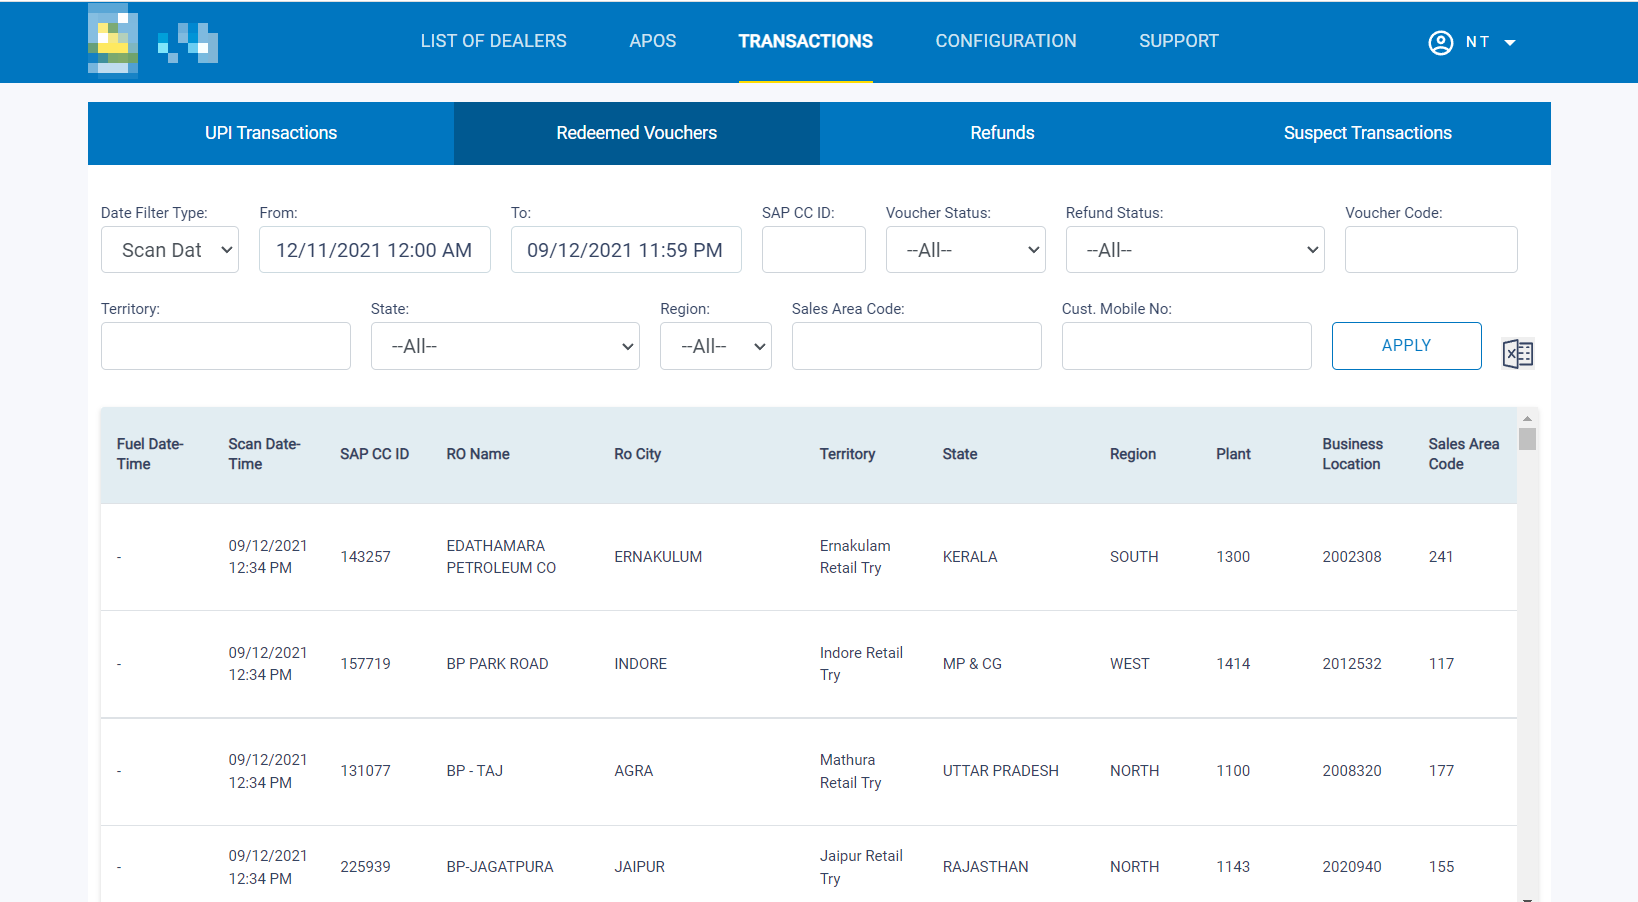 LIST OF DEALERS APOS TRANSACTIONS CONFIGURATION SUPPORT NT
UPI Transactions Redeemed Vouchers Refunds Suspect Transactions
Date Filter Type: From: To: SAP CC ID: Voucher Status: Refund Status: Voucher Code:
Scan Dat 12/11/2021 12:00 AM 09/12/2021 11:59 PM --All-- --All--
Territory: State: Region: Sales Area Code: Cust. Mobile No:
--All-- --All-- APPLY
Fuel Date-Time Scan Date-Time SAP CC ID RO Name Ro City Territory State Region Plant Business Location Sales Area Code
- 09/12/2021 12:34 PM 143257 EDATHAMARA PETROLEUM CO ERNAKULUM Ernakulam Retail Try KERALA SOUTH 1300 2002308 241
- 09/12/2021 12:34 PM 157719 BP PARK ROAD INDORE Indore Retail Try MP & CG WEST 1414 2012532 117
- 09/12/2021 12:34 PM 131077 BP - TAJ AGRA Mathura Retail Try UTTAR PRADESH NORTH 1100 2008320 177
- 09/12/2021 12:34 PM 225939 BP-JAGATPURA JAIPUR Jaipur Retail Try RAJASTHAN NORTH 1143 2020940 155